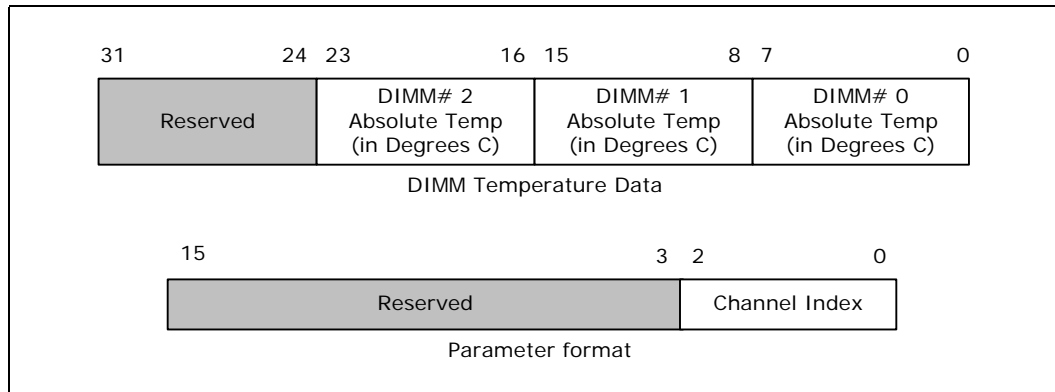 31 24 23 16 15 8 7 0
Reserved
DIMM# 2
Absolute Temp
(in Degrees C)
DIMM# 1
Absolute Temp
(in Degrees C)
DIMM# 0
Absolute Temp
(in Degrees C)
DIMM Temperature Data
15 3 2 0
Reserved
Channel Index
Parameter format